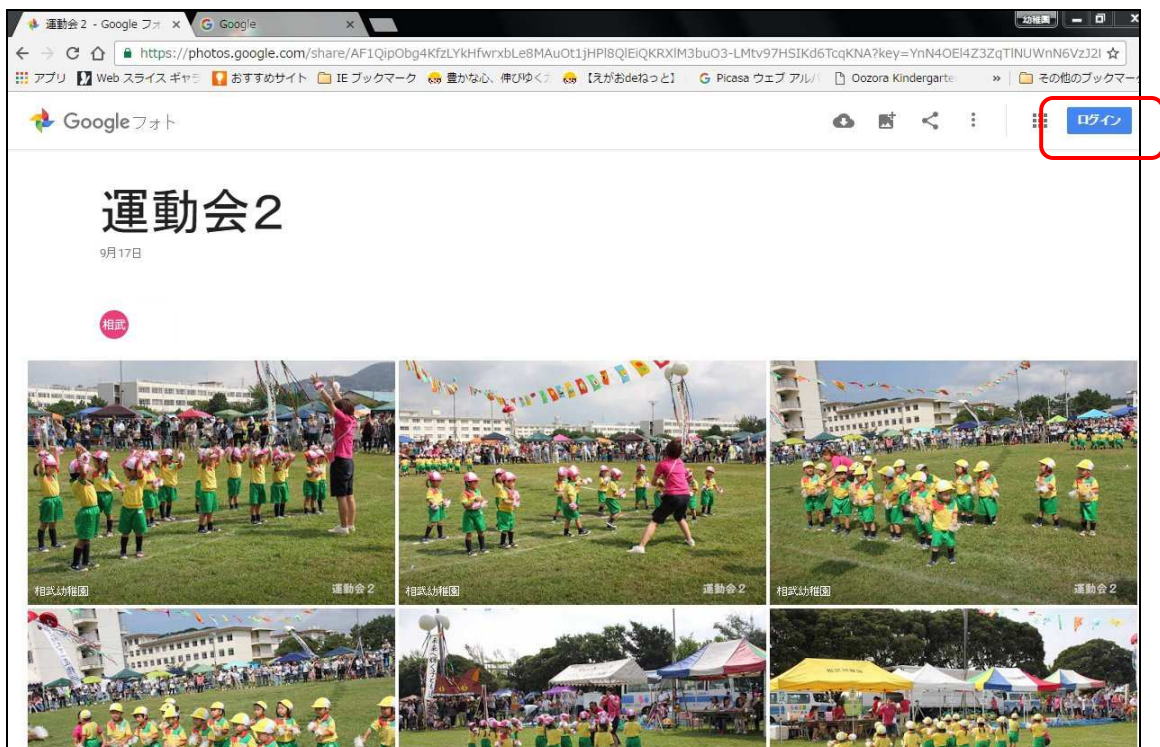 運動会2 - Google フォ
Google
幼稚園
https://photos.google.com/share/AF1QipObg4KfzLYkHfwrxbLe8MAuOt1jHPl8QlEiQKRXlM3buO3-LMtv97HSIKd6TcqKNA?key=YnN4OEl4Z3ZqTlNUWnN6VzJ2I
アプリ Web スライス ギャラ おすすめサイト IE ブックマーク 豊かな心、伸びゆく 【えがおdeねっと】 Picasa ウェブ アルバ Oozora Kindergarte » その他のブックマーク
Google フォト
ログイン
運動会2
9月17日
相武
相武幼稚園 運動会2
相武幼稚園 運動会2
相武幼稚園 運動会2